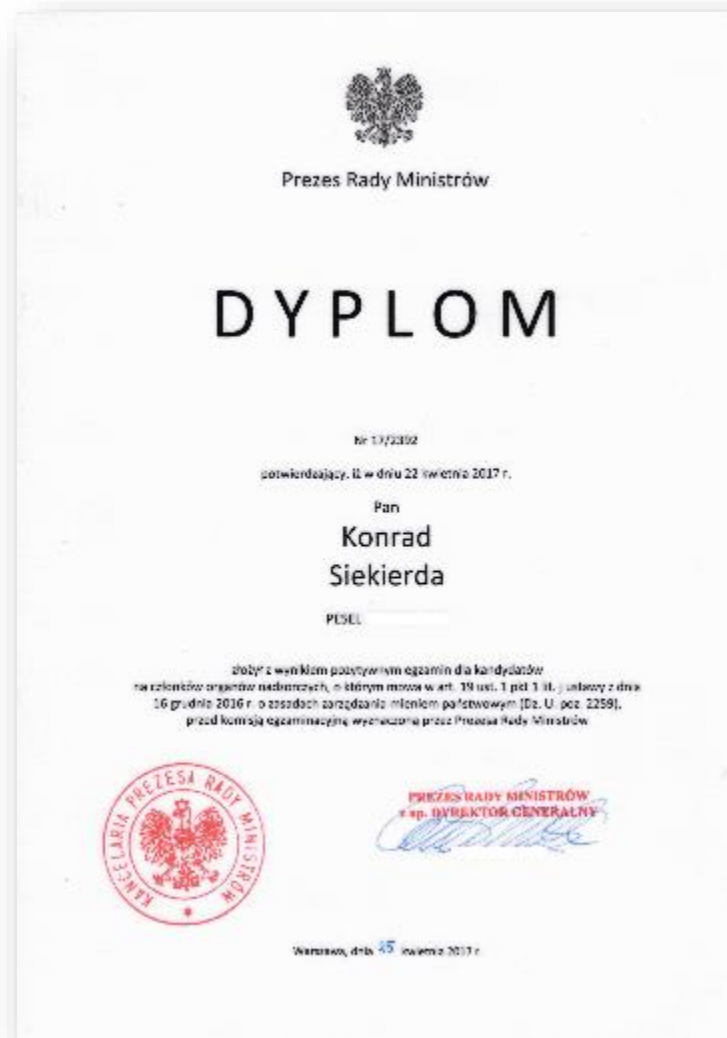 Prezes Rady Ministrów
DYPLOM
Nr 17/2392
potwierdzający, iż w dniu 22 kwietnia 2017 r.
Pan
Konrad
Siekierda
PESEL
złożył z wynikiem pozytywnym egzamin dla kandydatów
na członków organów nadzorczych, o którym mowa w art. 19 ust. 1 pkt 1 lit. j ustawy z dnia
16 grudnia 2016 r. o zasadach zarządzania mieniem państwowym (Dz. U. poz. 2259),
przed komisją egzaminacyjną wyznaczoną przez Prezesa Rady Ministrów
KANCELARIA PREZESA RADY MINISTRÓW
PREZES RADY MINISTRÓW
z up. DYREKTOR GENERALNY
Warszawa, dnia 25 kwietnia 2017 r.